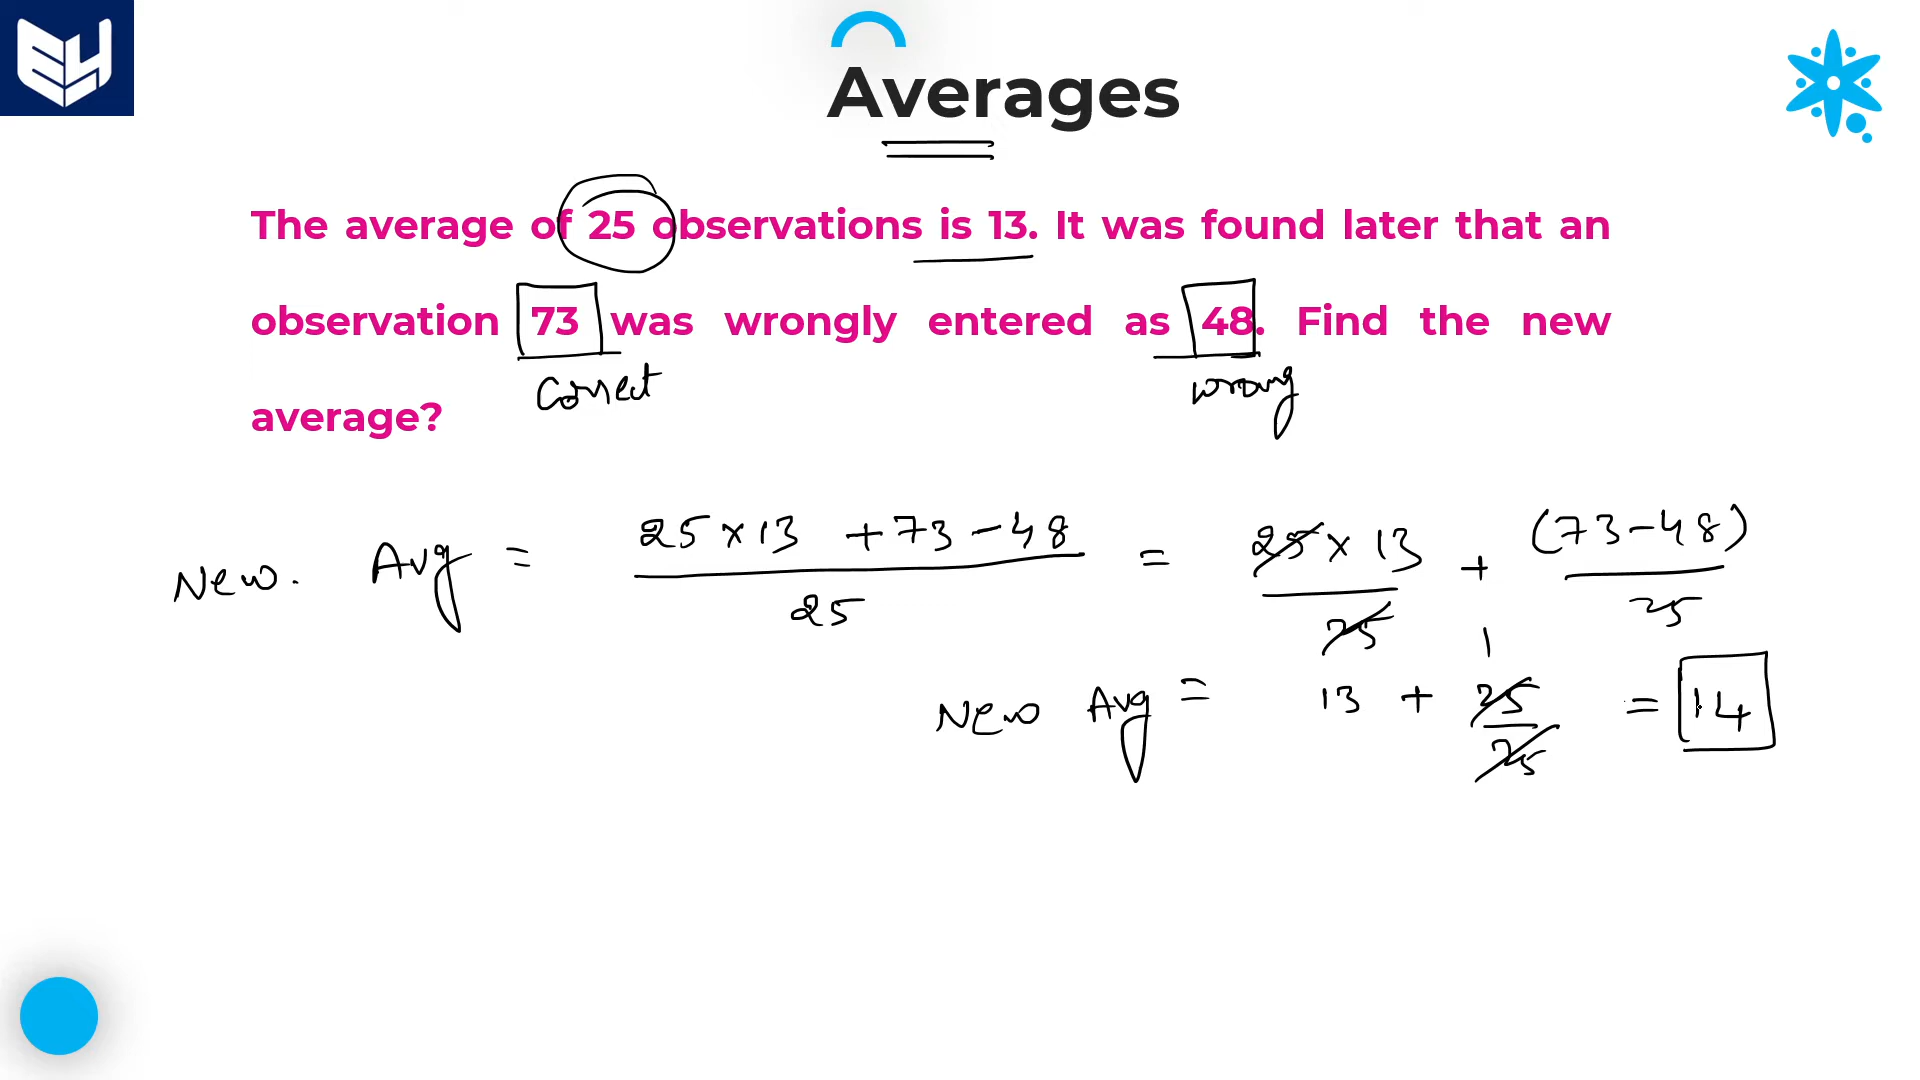 Averages
The average of 25 observations is 13. It was found later that an
observation 73 was wrongly entered as 48. Find the new
correct wrong
average?
New. Avg = 25 × 13 + 73 - 48 / 25 = 25 × 13 / 25 + (73 - 48) / 25
New Avg = 13 + 25 / 25 1 = 14